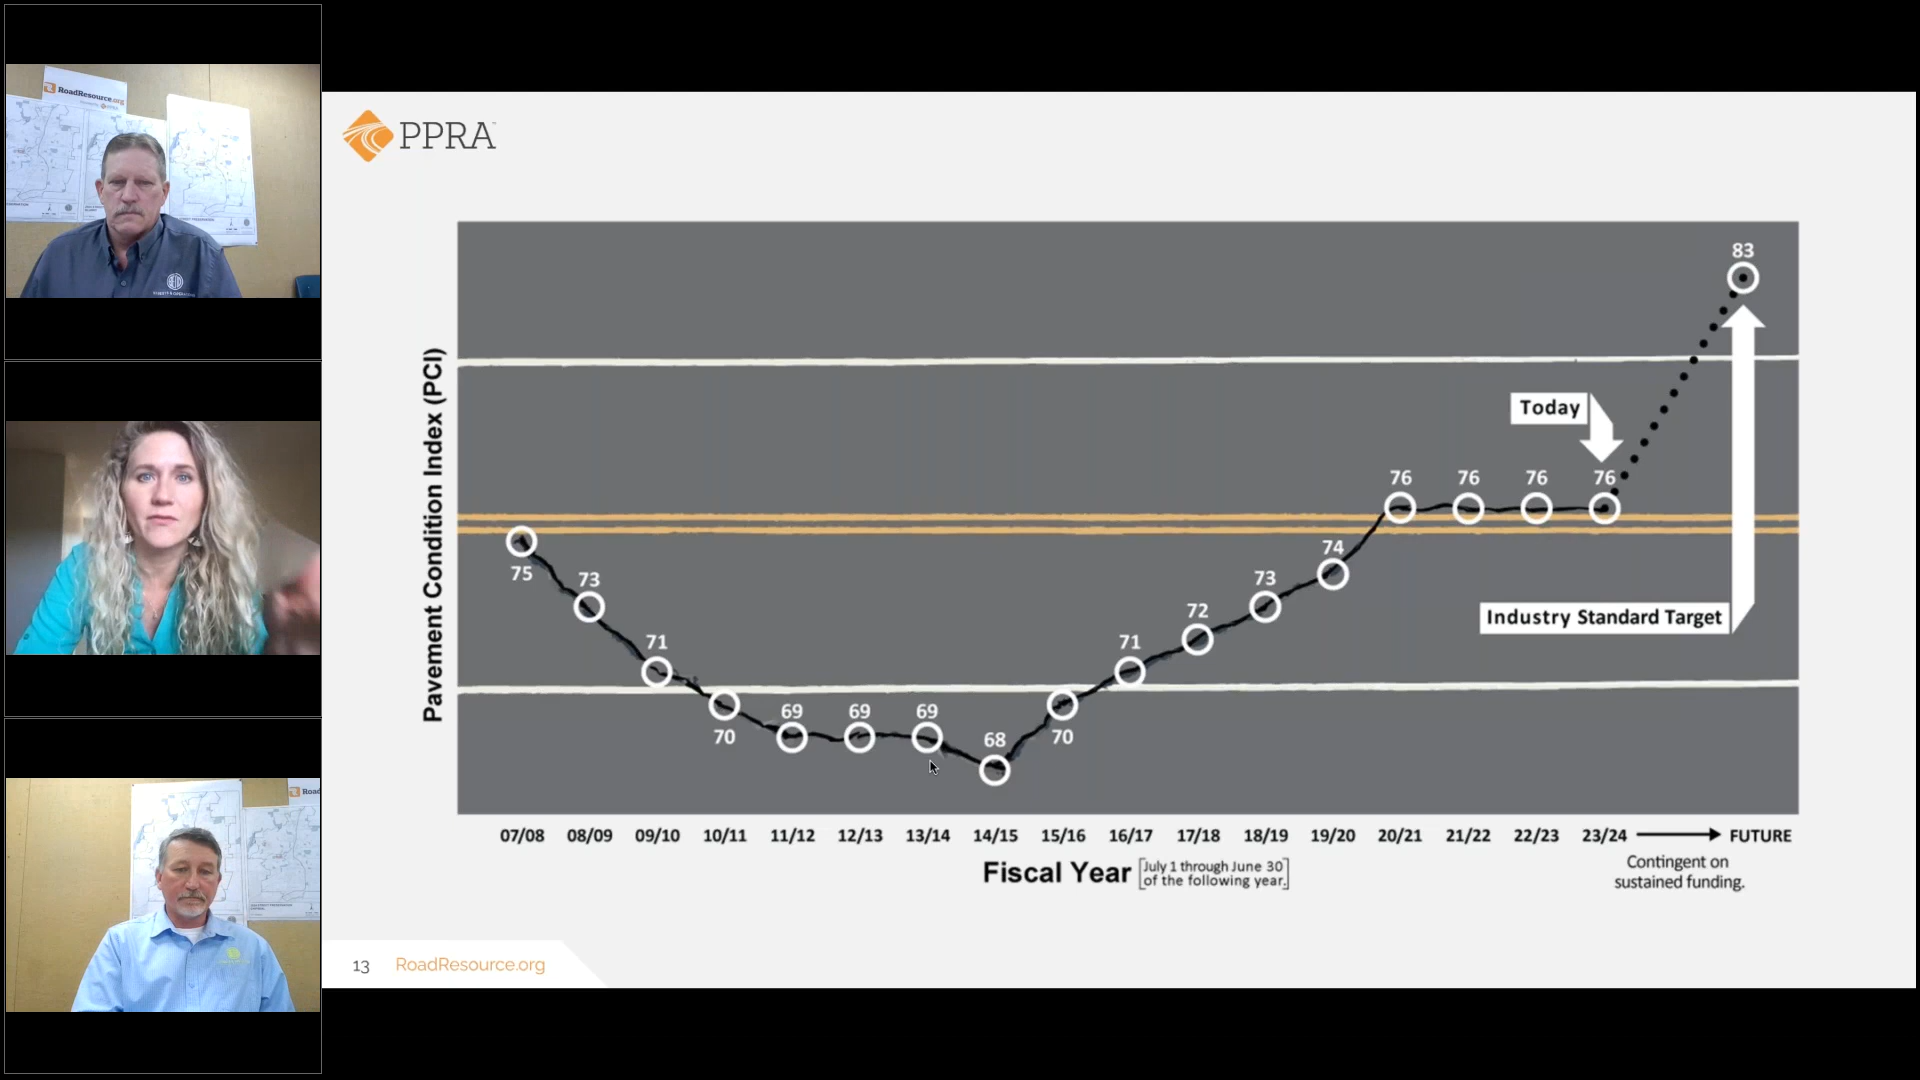 RoadResource.org
PPRA
Pavement Condition Index (PCI)
83
Today
76
76
76
76
75
73
71
70
69
69
69
68
70
71
72
73
74
Industry Standard Target
07/08 08/09 09/10 10/11 11/12 12/13 13/14 14/15 15/16 16/17 17/18 18/19 19/20 20/21 21/22 22/23 23/24 FUTURE
Fiscal Year [July 1 through June 30
of the following year.]
Contingent on
sustained funding.
13 RoadResource.org
Road